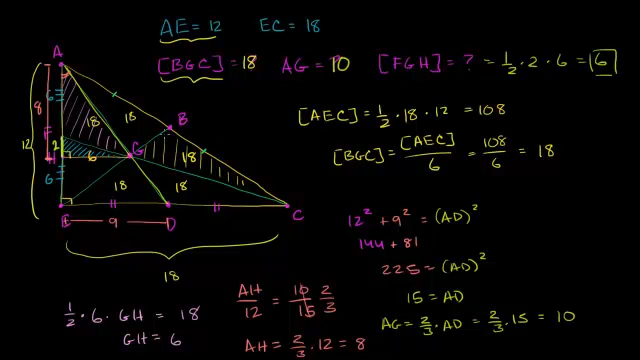 AE = 12 EC = 18
[BGC] = 18 AG = 10 [FGH] = ? = 1/2 · 2 · 6 = 6
A
8
6
18
18
B
12
F
2
G
18
H
6
6
18
18
E
9
D
C
18
[AEC] = 1/2 · 18 · 12 = 108
[BGC] = [AEC]/6 = 108/6 = 18
12² + 9² = (AD)²
144 + 81
225 = (AD)²
15 = AD
AG = 2/3 · AD = 2/3 · 15 = 10
1/2 · 6 · GH = 18
GH = 6
AH/12 = 10/15 2/3
AH = 2/3 · 12 = 8